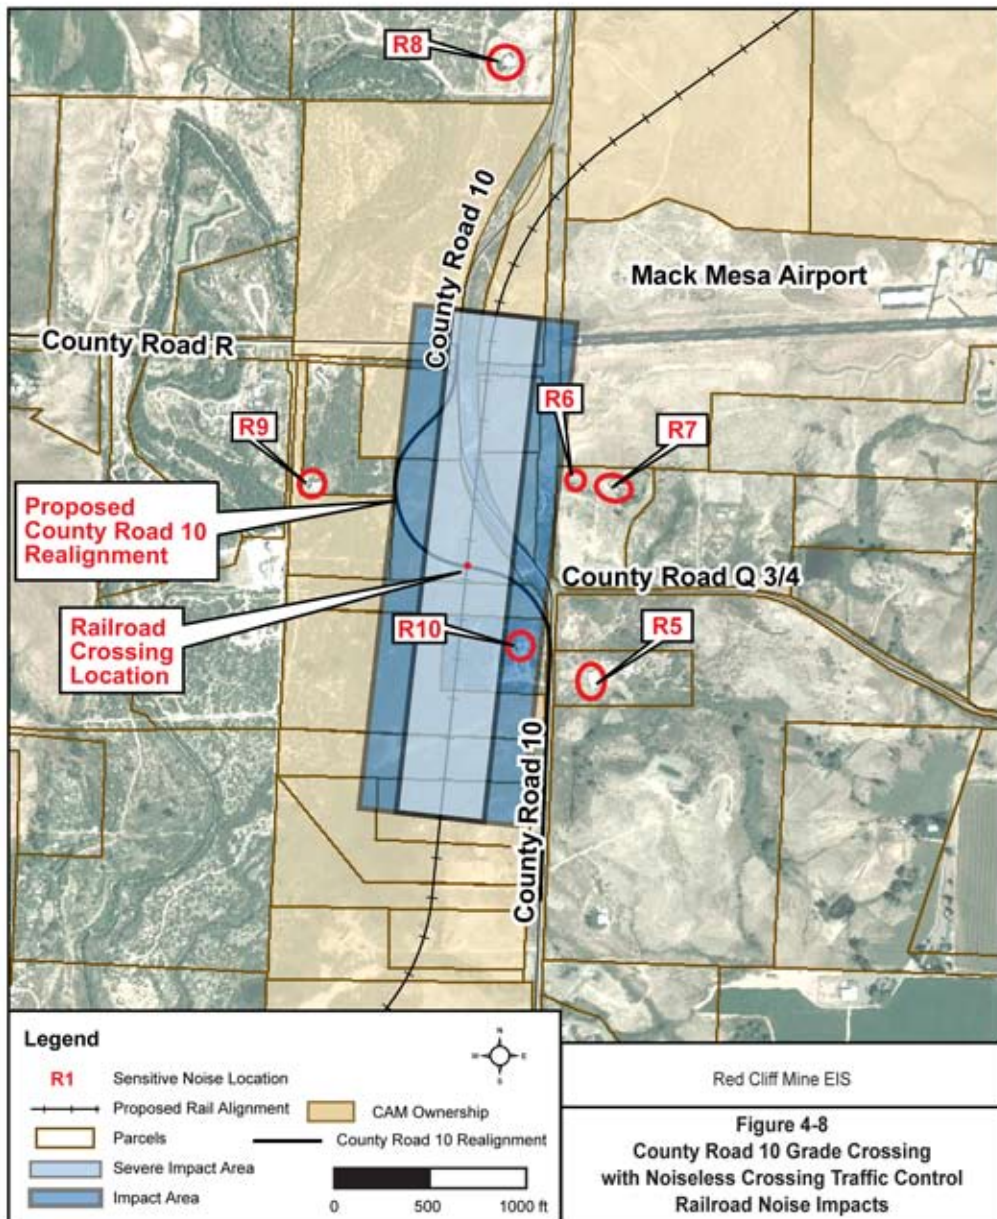 R8
County Road 10
Mack Mesa Airport
County Road R
R6
R7
R9
Proposed
County Road 10
Realignment
County Road Q 3/4
Railroad
Crossing
Location
R10
R5
County Road 10
Legend
N
W
E
S
R1 Sensitive Noise Location
Proposed Rail Alignment
CAM Ownership
Parcels
County Road 10 Realignment
Severe Impact Area
Impact Area
0 500 1000 ft
Red Cliff Mine EIS
Figure 4-8
County Road 10 Grade Crossing
with Noiseless Crossing Traffic Control
Railroad Noise Impacts